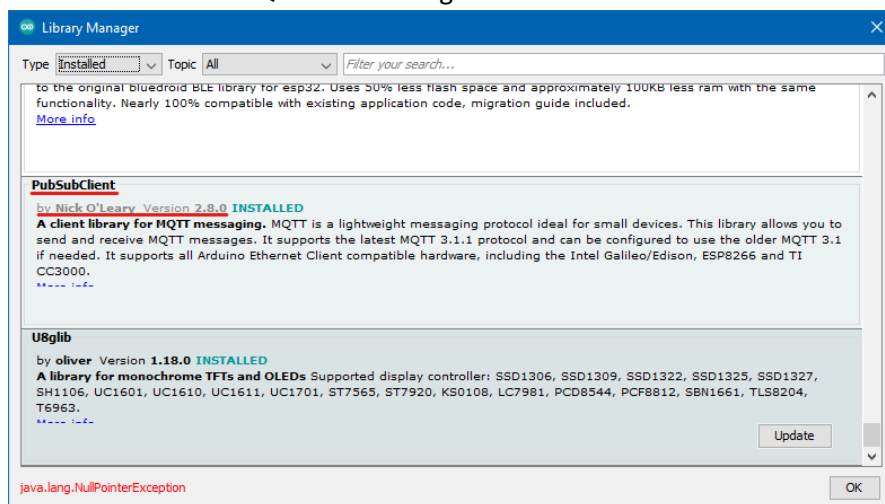 Library Manager
Type Installed Topic All Filter your search...
to the original bluedroid BLE library for esp32. Uses 50% less flash space and approximately 100KB less ram with the same
functionality. Nearly 100% compatible with existing application code, migration guide included.
More info
PubSubClient
by Nick O'Leary Version 2.8.0 INSTALLED
A client library for MQTT messaging. MQTT is a lightweight messaging protocol ideal for small devices. This library allows you to
send and receive MQTT messages. It supports the latest MQTT 3.1.1 protocol and can be configured to use the older MQTT 3.1
if needed. It supports all Arduino Ethernet Client compatible hardware, including the Intel Galileo/Edison, ESP8266 and TI
CC3000.
More info
U8glib
by oliver Version 1.18.0 INSTALLED
A library for monochrome TFTs and OLEDs Supported display controller: SSD1306, SSD1309, SSD1322, SSD1325, SSD1327,
SH1106, UC1601, UC1610, UC1611, UC1701, ST7565, ST7920, KS0108, LC7981, PCD8544, PCF8812, SBN1661, TLS8204,
T6963.
More info
Update
java.lang.NullPointerException
OK